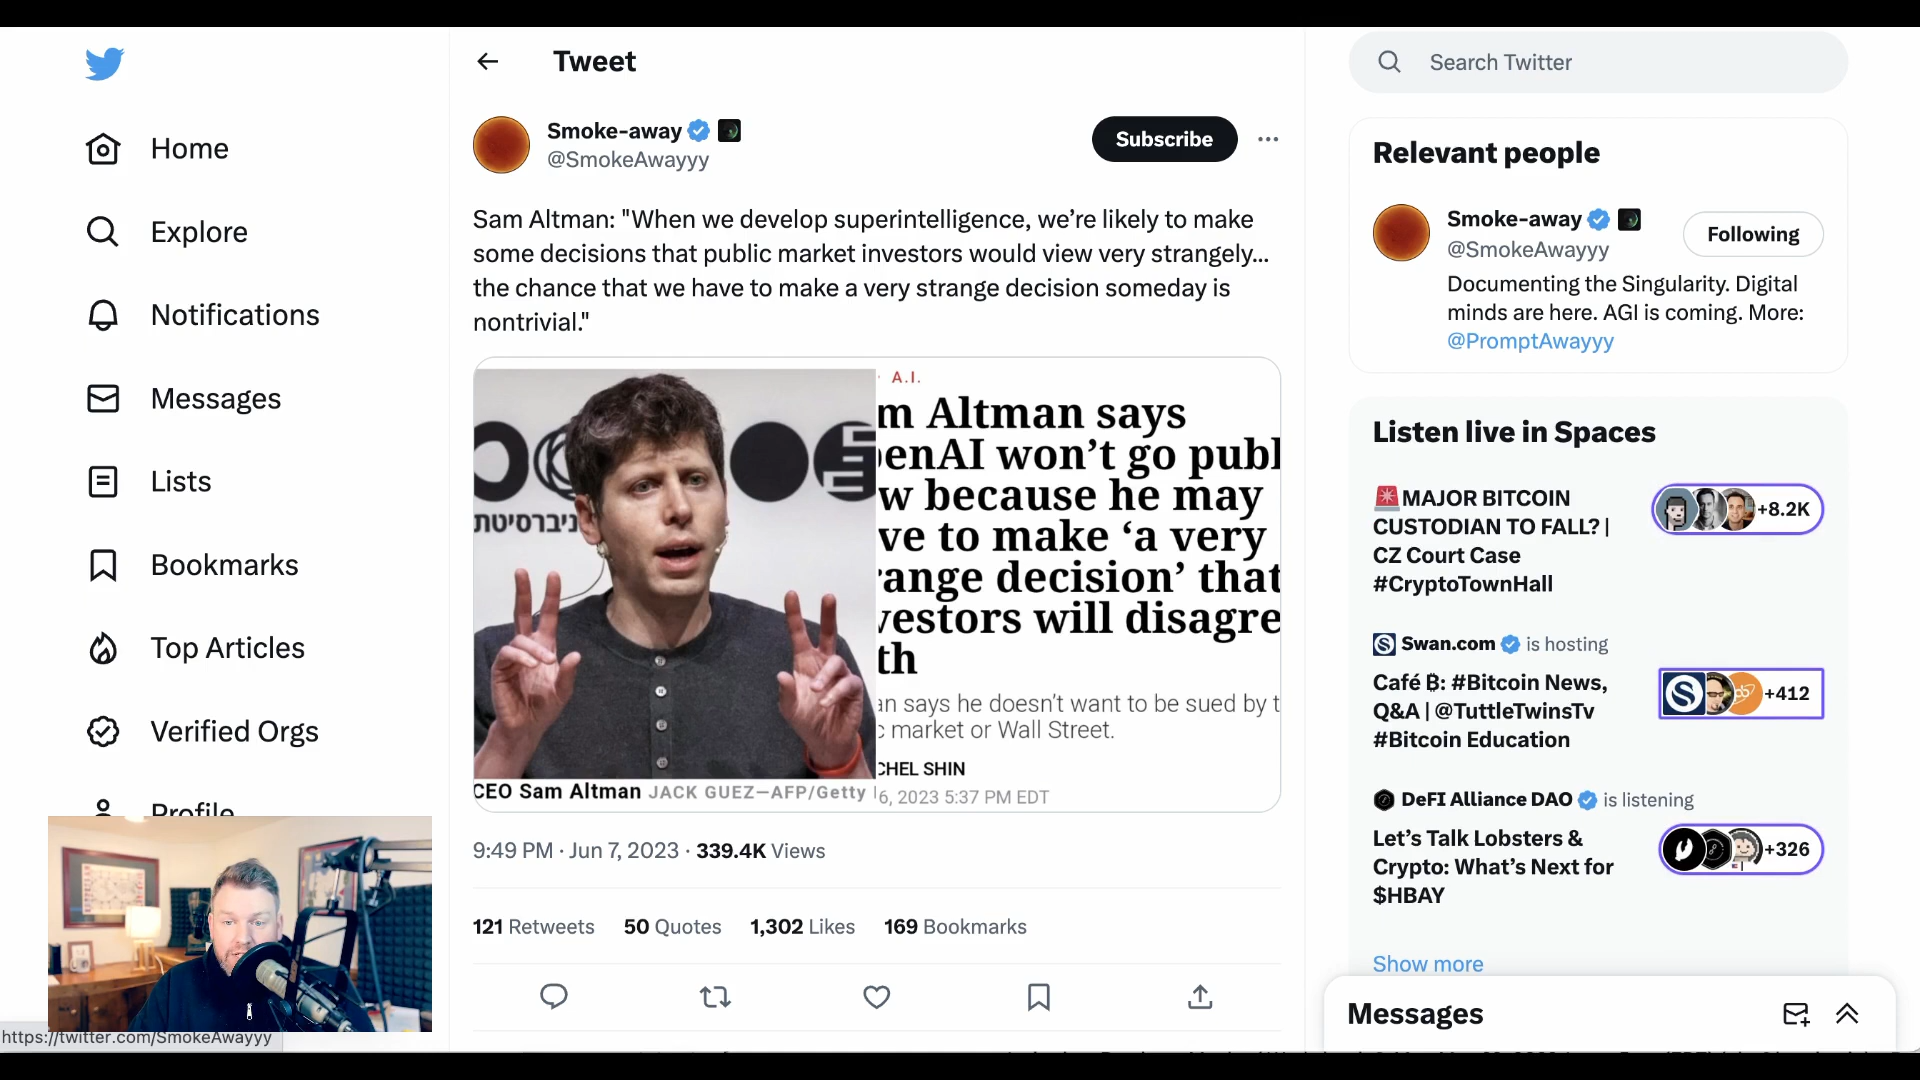 Home
Explore
Notifications
Messages
Lists
Bookmarks
Top Articles
Verified Orgs
Profile
https://twitter.com/SmokeAwayyy
Tweet
Smoke-away
@SmokeAwayyy
Subscribe
Sam Altman: "When we develop superintelligence, we’re likely to make
some decisions that public market investors would view very strangely...
the chance that we have to make a very strange decision someday is
nontrivial."
ניברסיטת
CEO Sam Altman JACK GUEZ—AFP/Getty
A.I.
m Altman says
enAI won’t go publ
w because he may
ve to make ‘a very
ange decision’ that
vestors will disagre
th
an says he doesn’t want to be sued by t
c market or Wall Street.
CHEL SHIN
6, 2023 5:37 PM EDT
9:49 PM · Jun 7, 2023 · 339.4K Views
121 Retweets 50 Quotes 1,302 Likes 169 Bookmarks
Search Twitter
Relevant people
Smoke-away
@SmokeAwayyy
Following
Documenting the Singularity. Digital
minds are here. AGI is coming. More:
@PromptAwayyy
Listen live in Spaces
🚨MAJOR BITCOIN
CUSTODIAN TO FALL? |
CZ Court Case
#CryptoTownHall
+8.2K
Swan.com is hosting
Café ₿: #Bitcoin News,
Q&A | @TuttleTwinsTv
#Bitcoin Education
+412
DeFI Alliance DAO is listening
Let’s Talk Lobsters &
Crypto: What’s Next for
$HBAY
+326
Show more
Messages